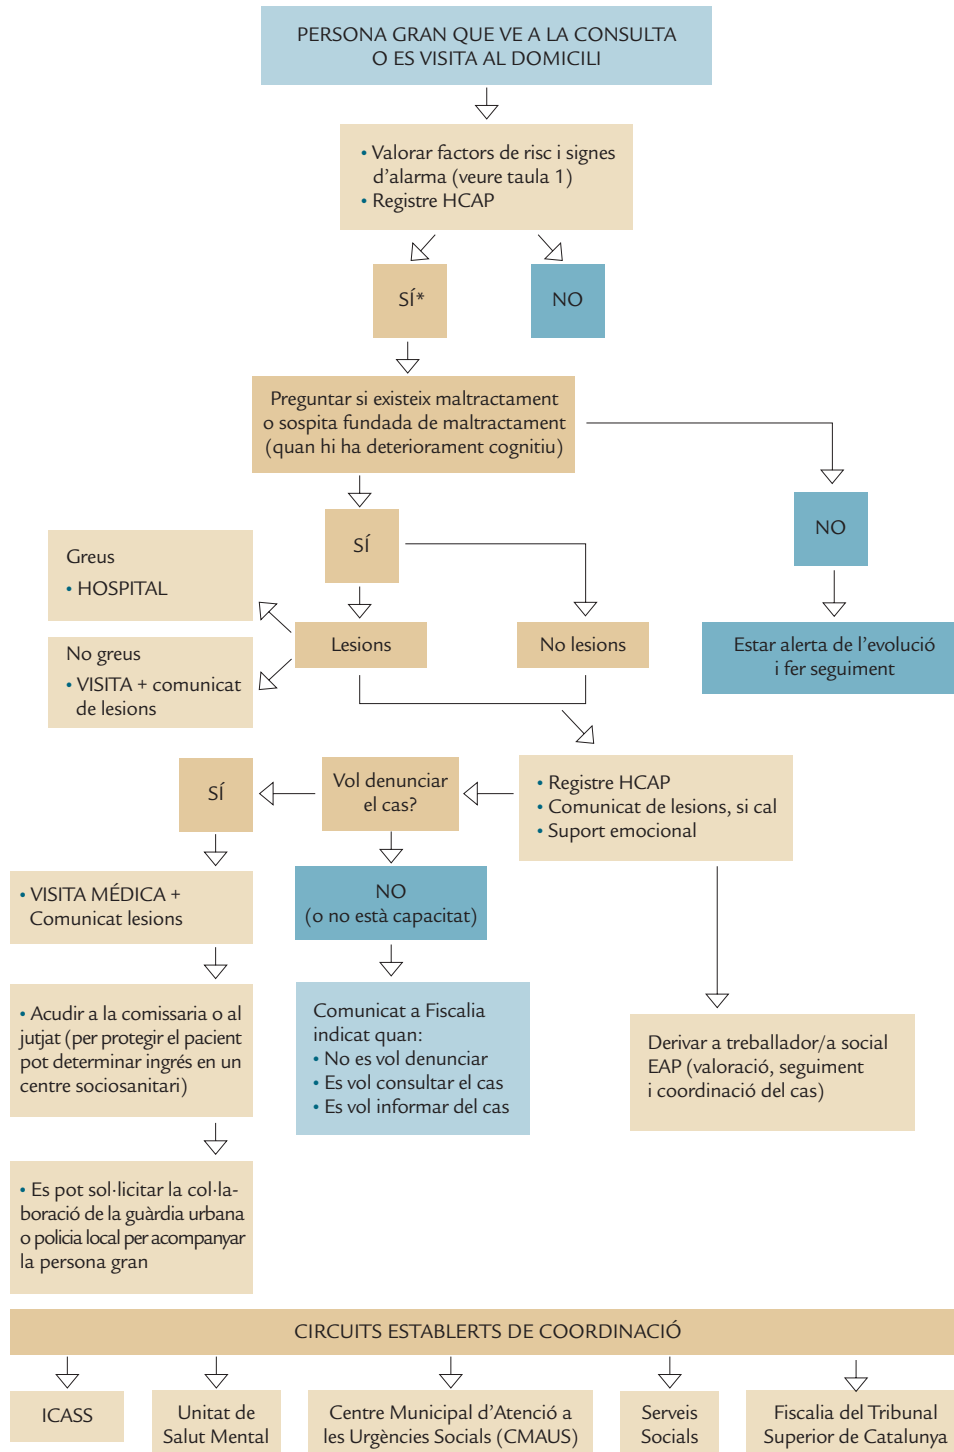 PERSONA GRAN QUE VE A LA CONSULTA
O ES VISITA AL DOMICILI
• Valorar factors de risc i signes
d’alarma (veure taula 1)
• Registre HCAP
SÍ*
NO
Preguntar si existeix maltractament
o sospita fundada de maltractament
(quan hi ha deteriorament cognitiu)
SÍ
NO
Greus
• HOSPITAL
No greus
• VISITA + comunicat
de lesions
Lesions
No lesions
Estar alerta de l’evolució
i fer seguiment
SÍ
Vol denunciar
el cas?
• Registre HCAP
• Comunicat de lesions, si cal
• Suport emocional
• VISITA MÉDICA +
Comunicat lesions
NO
(o no està capacitat)
• Acudir a la comissaria o al
jutjat (per protegir el pacient
pot determinar ingrés en un
centre sociosanitari)
Comunicat a Fiscalia
indicat quan:
• No es vol denunciar
• Es vol consultar el cas
• Es vol informar del cas
Derivar a treballador/a social
EAP (valoració, seguiment
i coordinació del cas)
• Es pot sol·licitar la col·la-
boració de la guàrdia urbana
o policia local per acompanyar
la persona gran
CIRCUITS ESTABLERTS DE COORDINACIÓ
ICASS
Unitat de
Salut Mental
Centre Municipal d’Atenció a
les Urgències Socials (CMAUS)
Serveis
Socials
Fiscalia del Tribunal
Superior de Catalunya